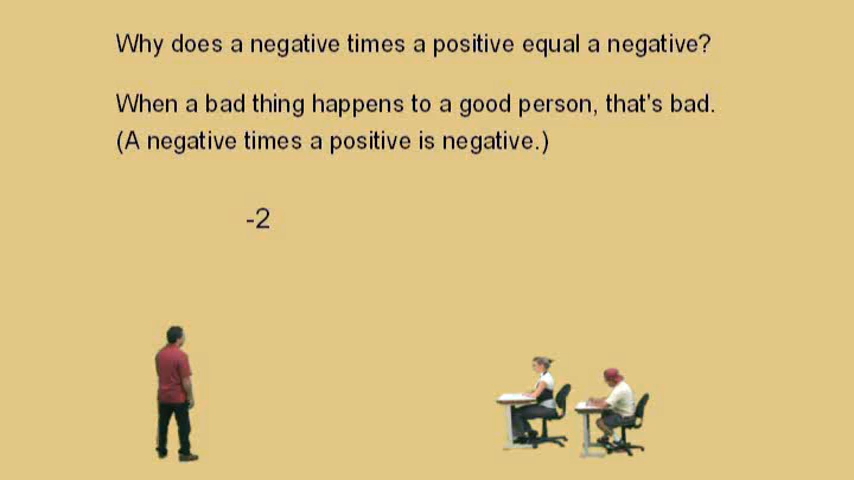 Why does a negative times a positive equal a negative?
When a bad thing happens to a good person, that's bad.
(A negative times a positive is negative.)
-2